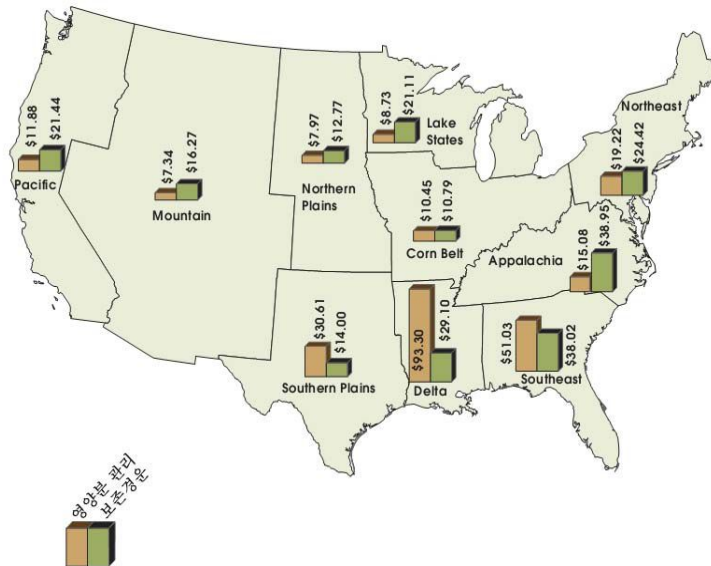 Northeast
$8.73
$21.11
Lake
States
$11.88
$21.44
Pacific
$7.97
$12.77
Northern
Plains
$19.22
$24.42
$7.34
$16.27
Mountain
$10.45
$10.79
Corn Belt
Appalachia
$15.08
$38.95
$30.61
$14.00
Southern Plains
$93.30
$29.10
Delta
$51.03
$38.02
Southeast
영양분 관리
보존경운